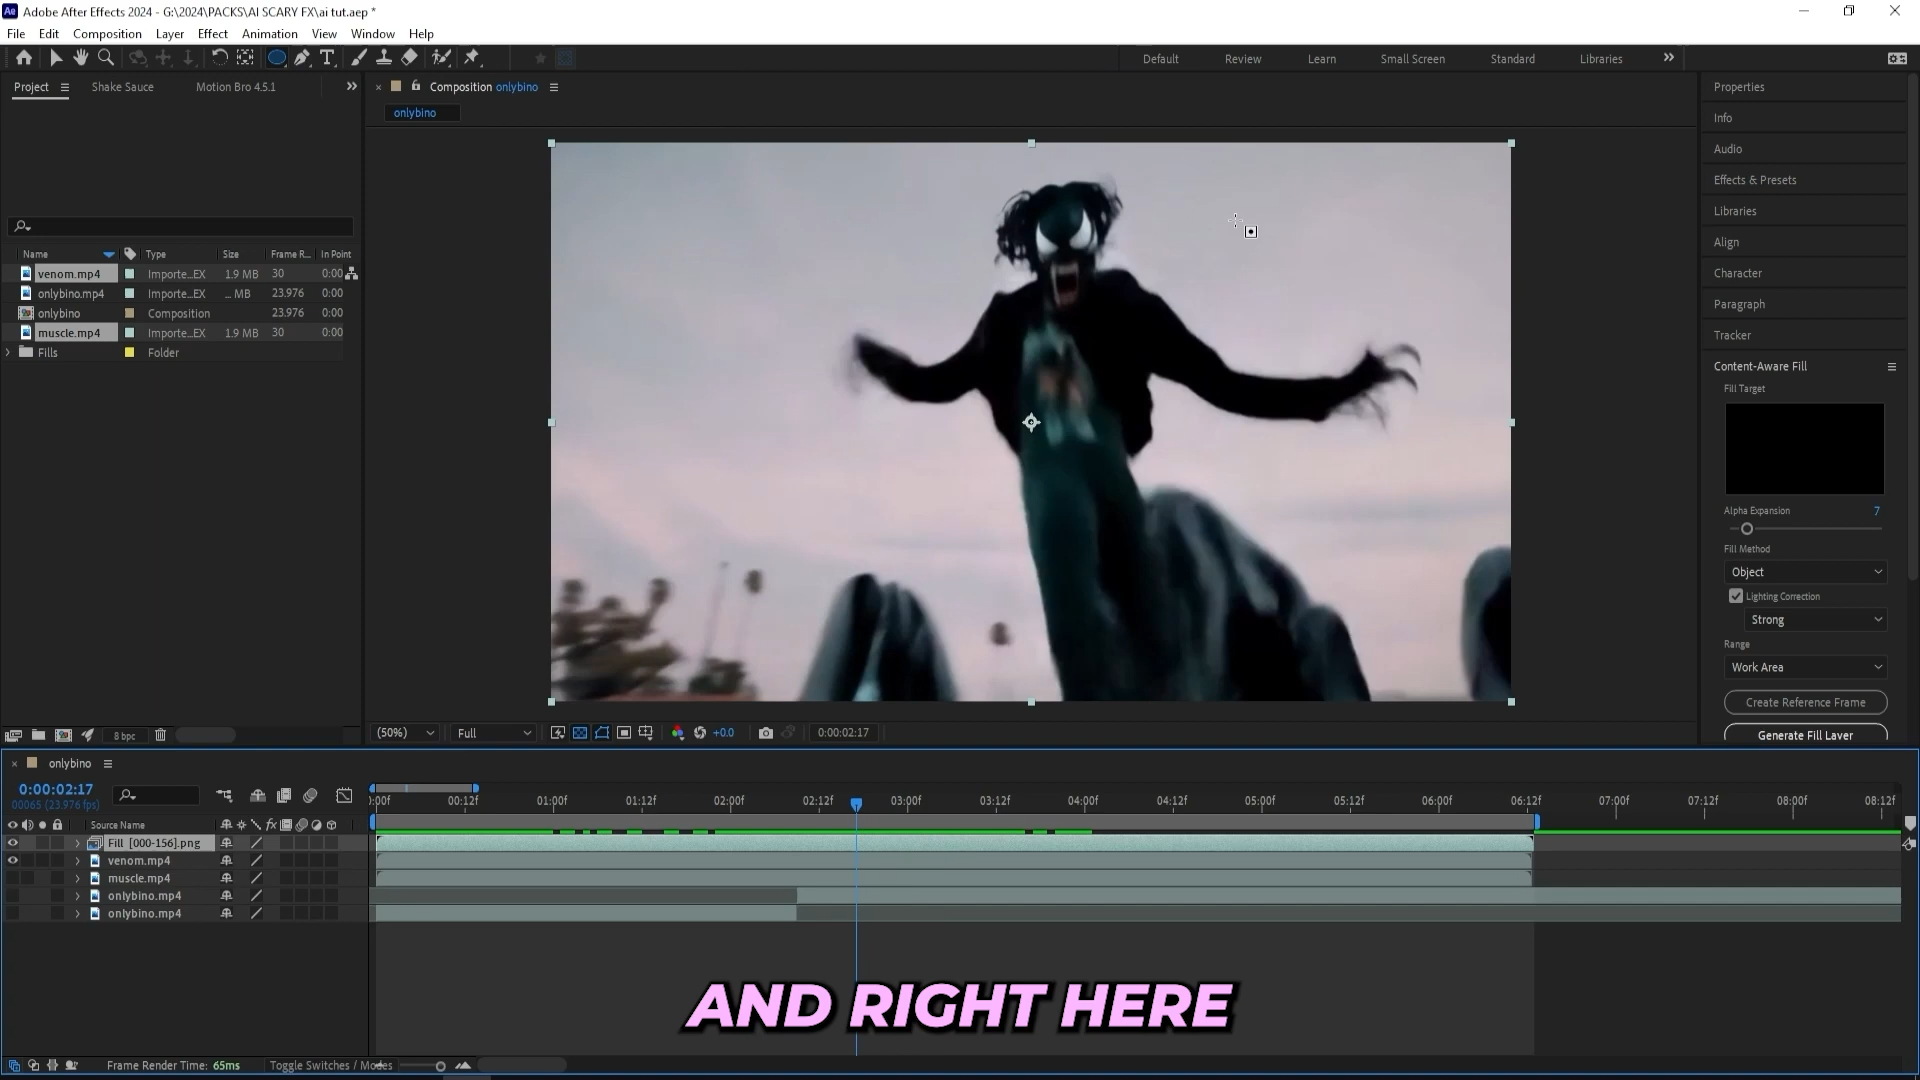 Adobe After Effects 2024 - G:\2024\PACKS\AI SCARY FX\ai tut.aep *
File Edit Composition Layer Effect Animation View Window Help
Default Review Learn Small Screen Standard Libraries
Project Shake Sauce Motion Bro 4.5.1
Composition onlybino
onlybino
Name Type Size Frame R... In Point
venom.mp4 Importe...EX 1.9 MB 30 0:00
onlybino.mp4 Importe...EX ... MB 23.976 0:00
onlybino Composition 23.976 0:00
muscle.mp4 Importe...EX 1.9 MB 30 0:00
Fills Folder
8 bpc
(50%) Full +0.0 0:00:02:17
Properties
Info
Audio
Effects & Presets
Libraries
Align
Character
Paragraph
Tracker
Content-Aware Fill
Fill Target
Alpha Expansion 7
Fill Method
Object
Lighting Correction
Strong
Range
Work Area
Create Reference Frame
Generate Fill Layer
onlybino
0:00:02:17
00065 (23.976 fps)
:00f 00:12f 01:00f 01:12f 02:00f 02:12f 03:00f 03:12f 04:00f 04:12f 05:00f 05:12f 06:00f 06:12f 07:00f 07:12f 08:00f 08:12f
Source Name
Fill [000-156].png
venom.mp4
muscle.mp4
onlybino.mp4
onlybino.mp4
AND RIGHT HERE
Frame Render Time: 65ms Toggle Switches / Modes